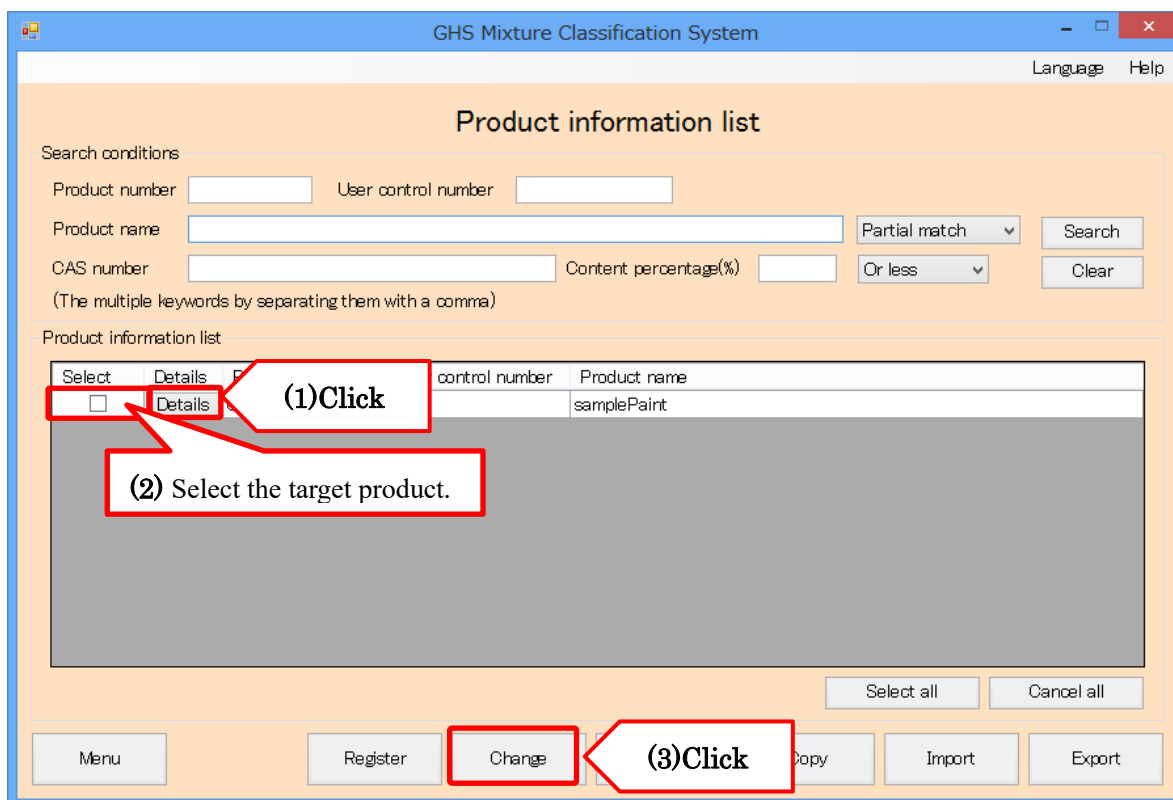 GHS Mixture Classification System
Language Help
Product information list
Search conditions
Product number User control number
Product name Partial match Search
CAS number Content percentage(%) Or less Clear
(The multiple keywords by separating them with a comma)
Product information list
Select Details control number Product name
Details samplePaint
(1)Click
(2) Select the target product.
Select all Cancel all
Menu Register Change (3)Click Copy Import Export